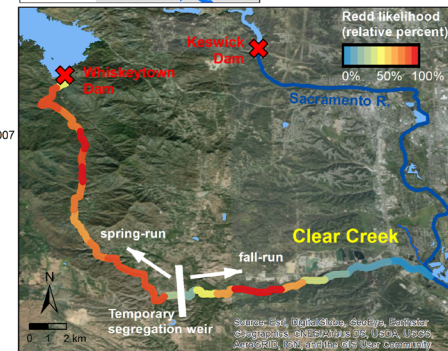 Redd likelihood
(relative percent)
0% 50% 100%
Keswick
Dam
Whiskeytown
Dam
Sacramento R.
007
spring-run
fall-run
Clear Creek
N
Temporary
segregation weir
0 1 2 km
Source: Esri, DigitalGlobe, GeoEye, Earthstar
Geographics, CNES/Airbus DS, USDA, USGS,
AeroGRID, IGN, and the GIS User Community